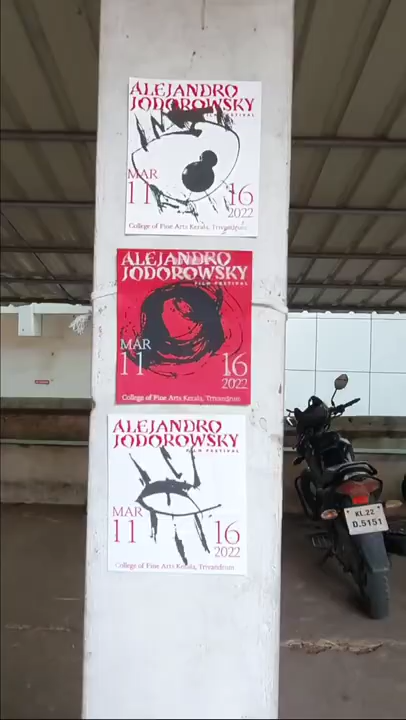 ALEJANDRO
JODOROWSKY
FILM FESTIVAL
MAR
11 16
2022
College of Fine Arts Kerala, Trivandrum
ALEJANDRO
JODOROWSKY
FILM FESTIVAL
MAR
11 16
2022
College of Fine Arts Kerala, Trivandrum
ALEJANDRO
JODOROWSKY
FILM FESTIVAL
MAR
11 16
2022
College of Fine Arts Kerala, Trivandrum
KL.22
D.5151